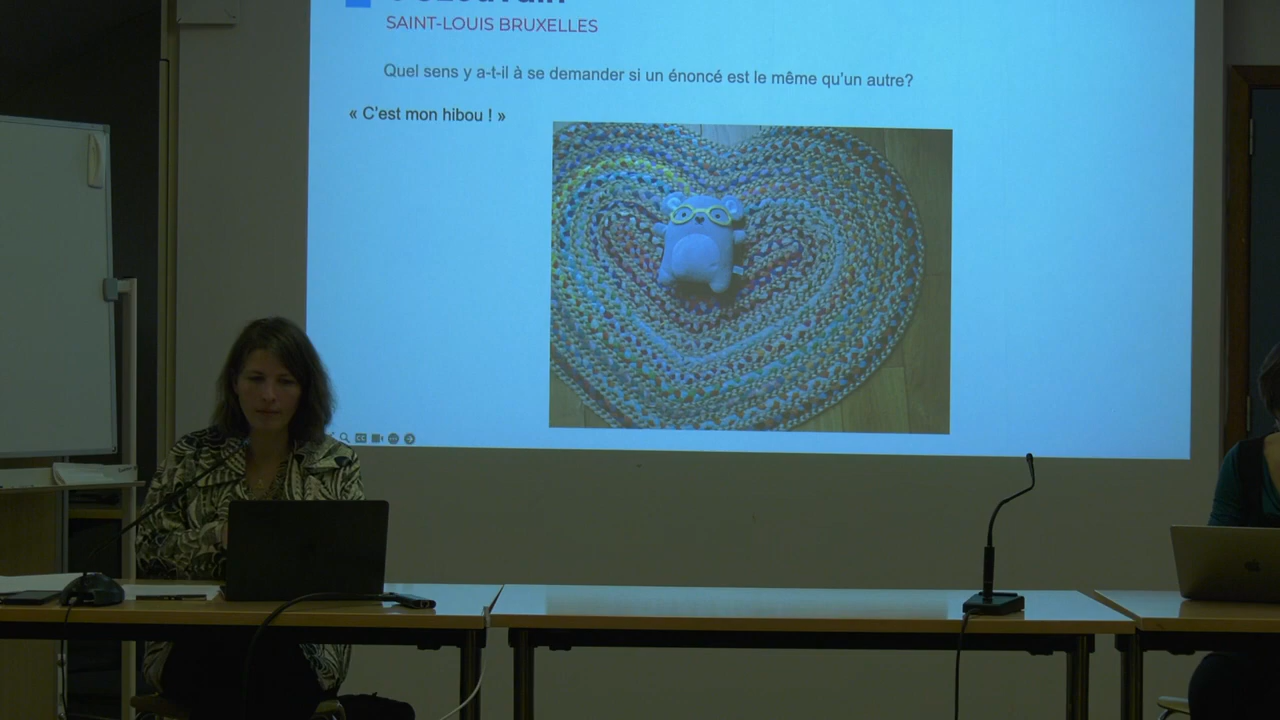 SAINT-LOUIS BRUXELLES
Quel sens y a-t-il à se demander si un énoncé est le même qu'un autre?
« C'est mon hibou ! »